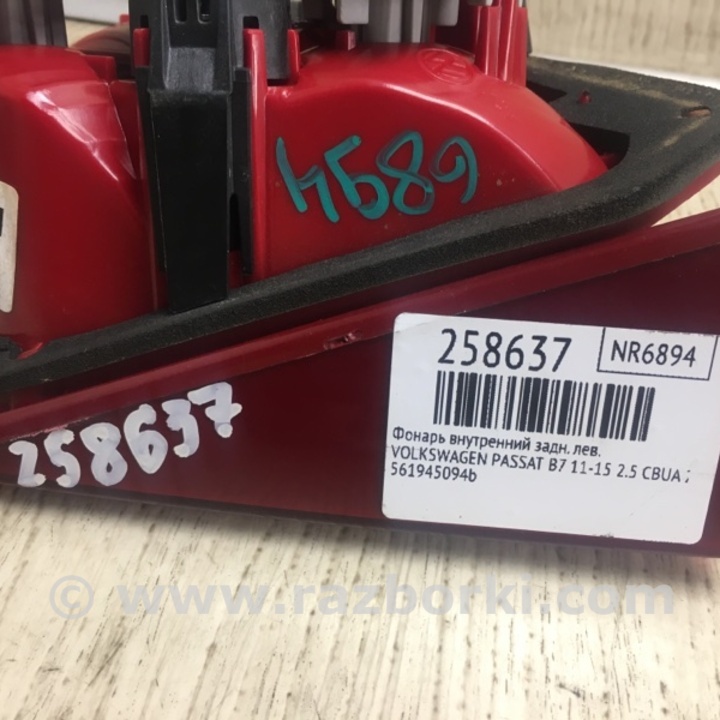 6894
258637
NR6894
Фонарь внутренний задн. лев.
VOLKSWAGEN PASSAT B7 11-15 2.5 CBUA
561945094b
258637
© www.razborki.com